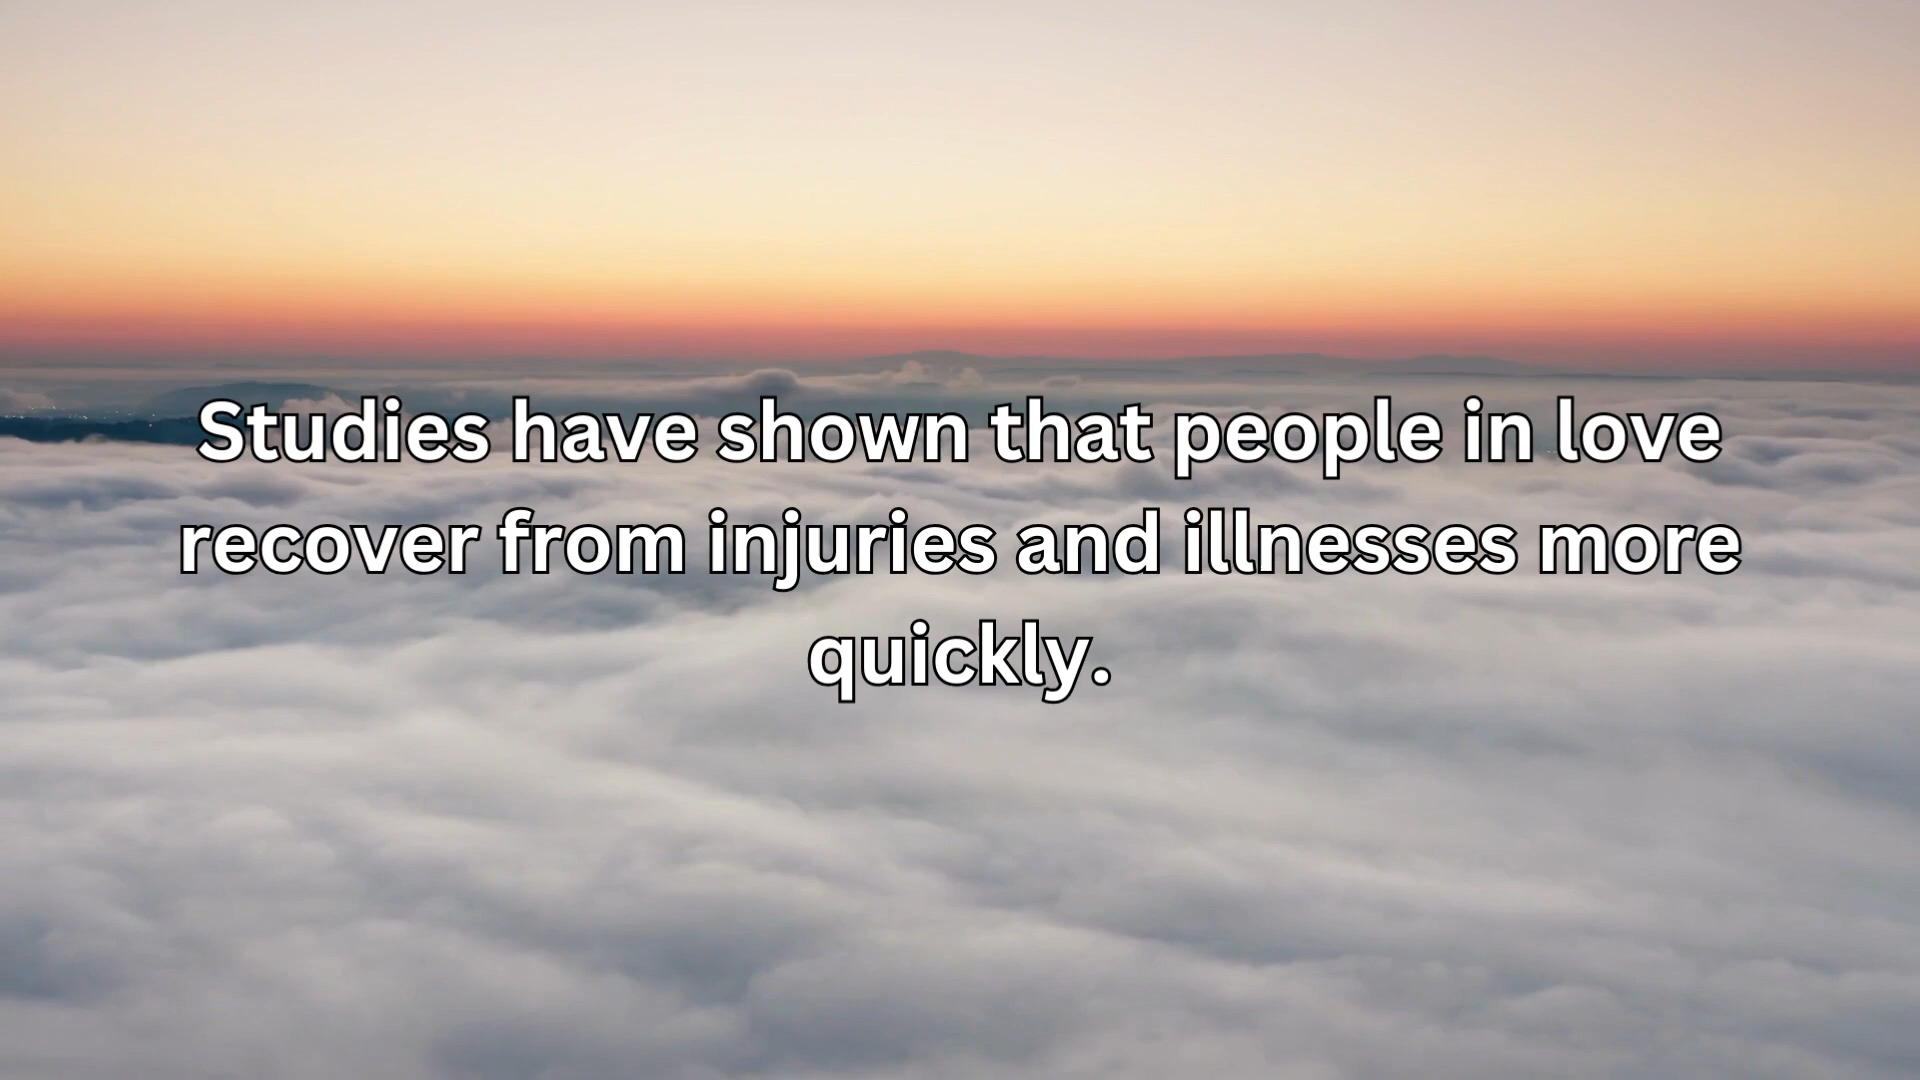 Studies have shown that people in love
recover from injuries and illnesses more
quickly.